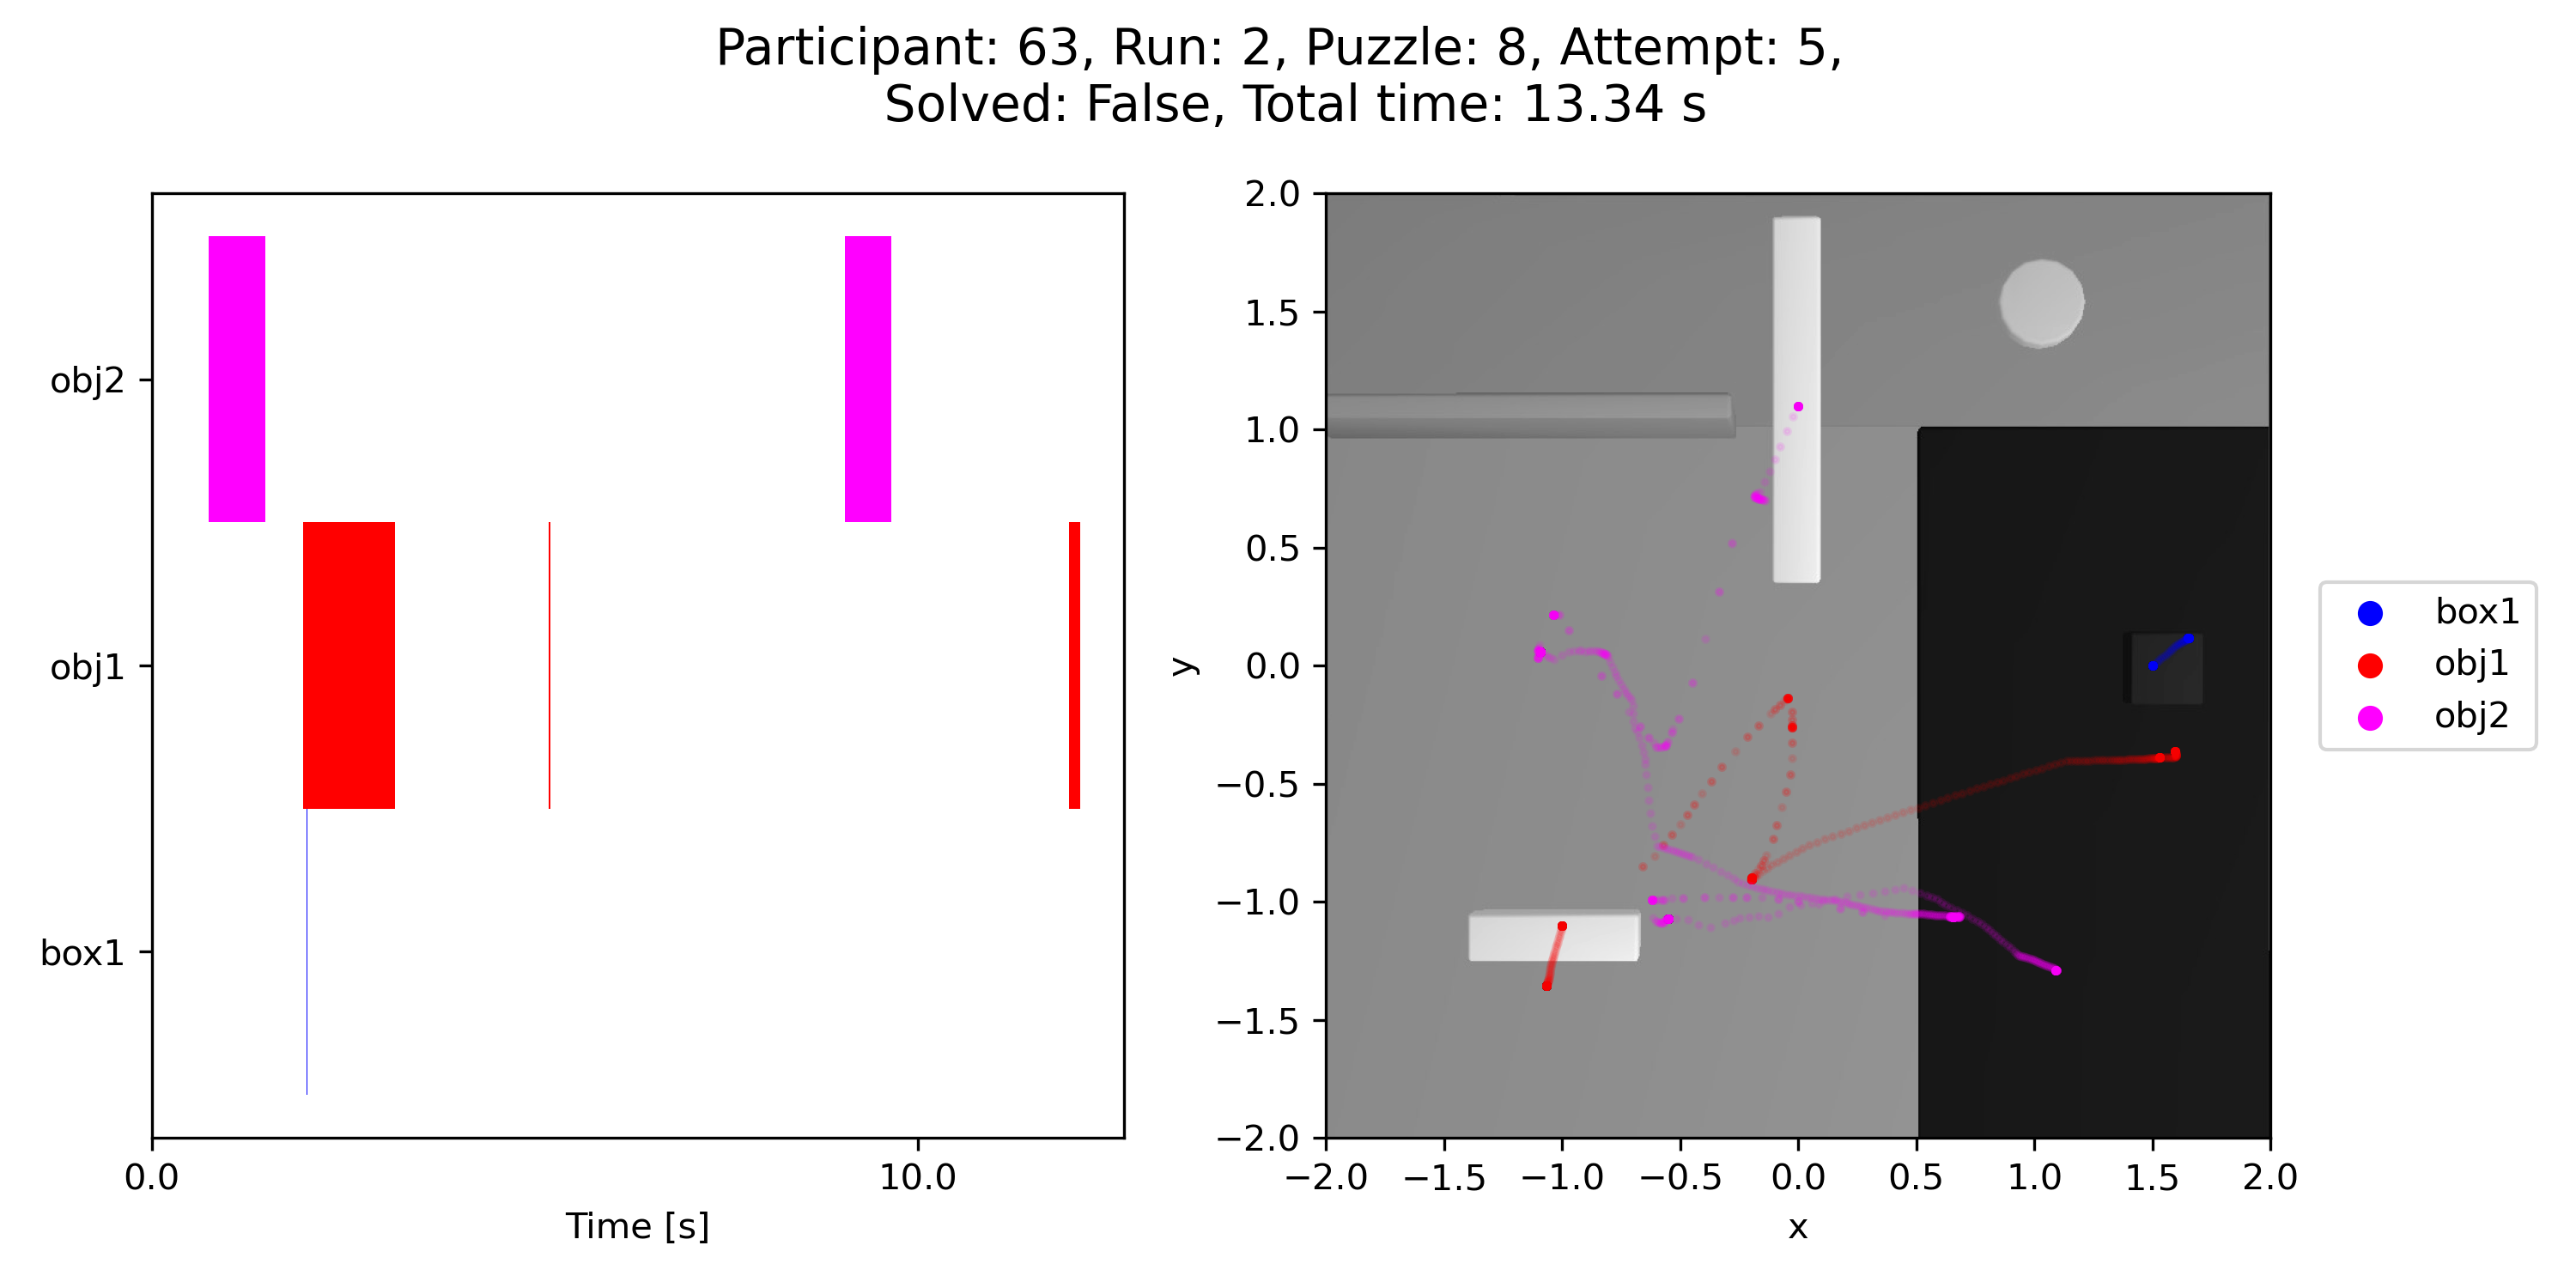 Participant: 63, Run: 2, Puzzle: 8, Attempt: 5,
Solved: False, Total time: 13.34 s
obj2
obj1
box1
0.0
10.0
Time [s]
2.0
1.5
1.0
0.5
0.0
−0.5
−1.0
−1.5
−2.0
y
−2.0
−1.5
−1.0
−0.5
0.0
0.5
1.0
1.5
2.0
x
box1
obj1
obj2